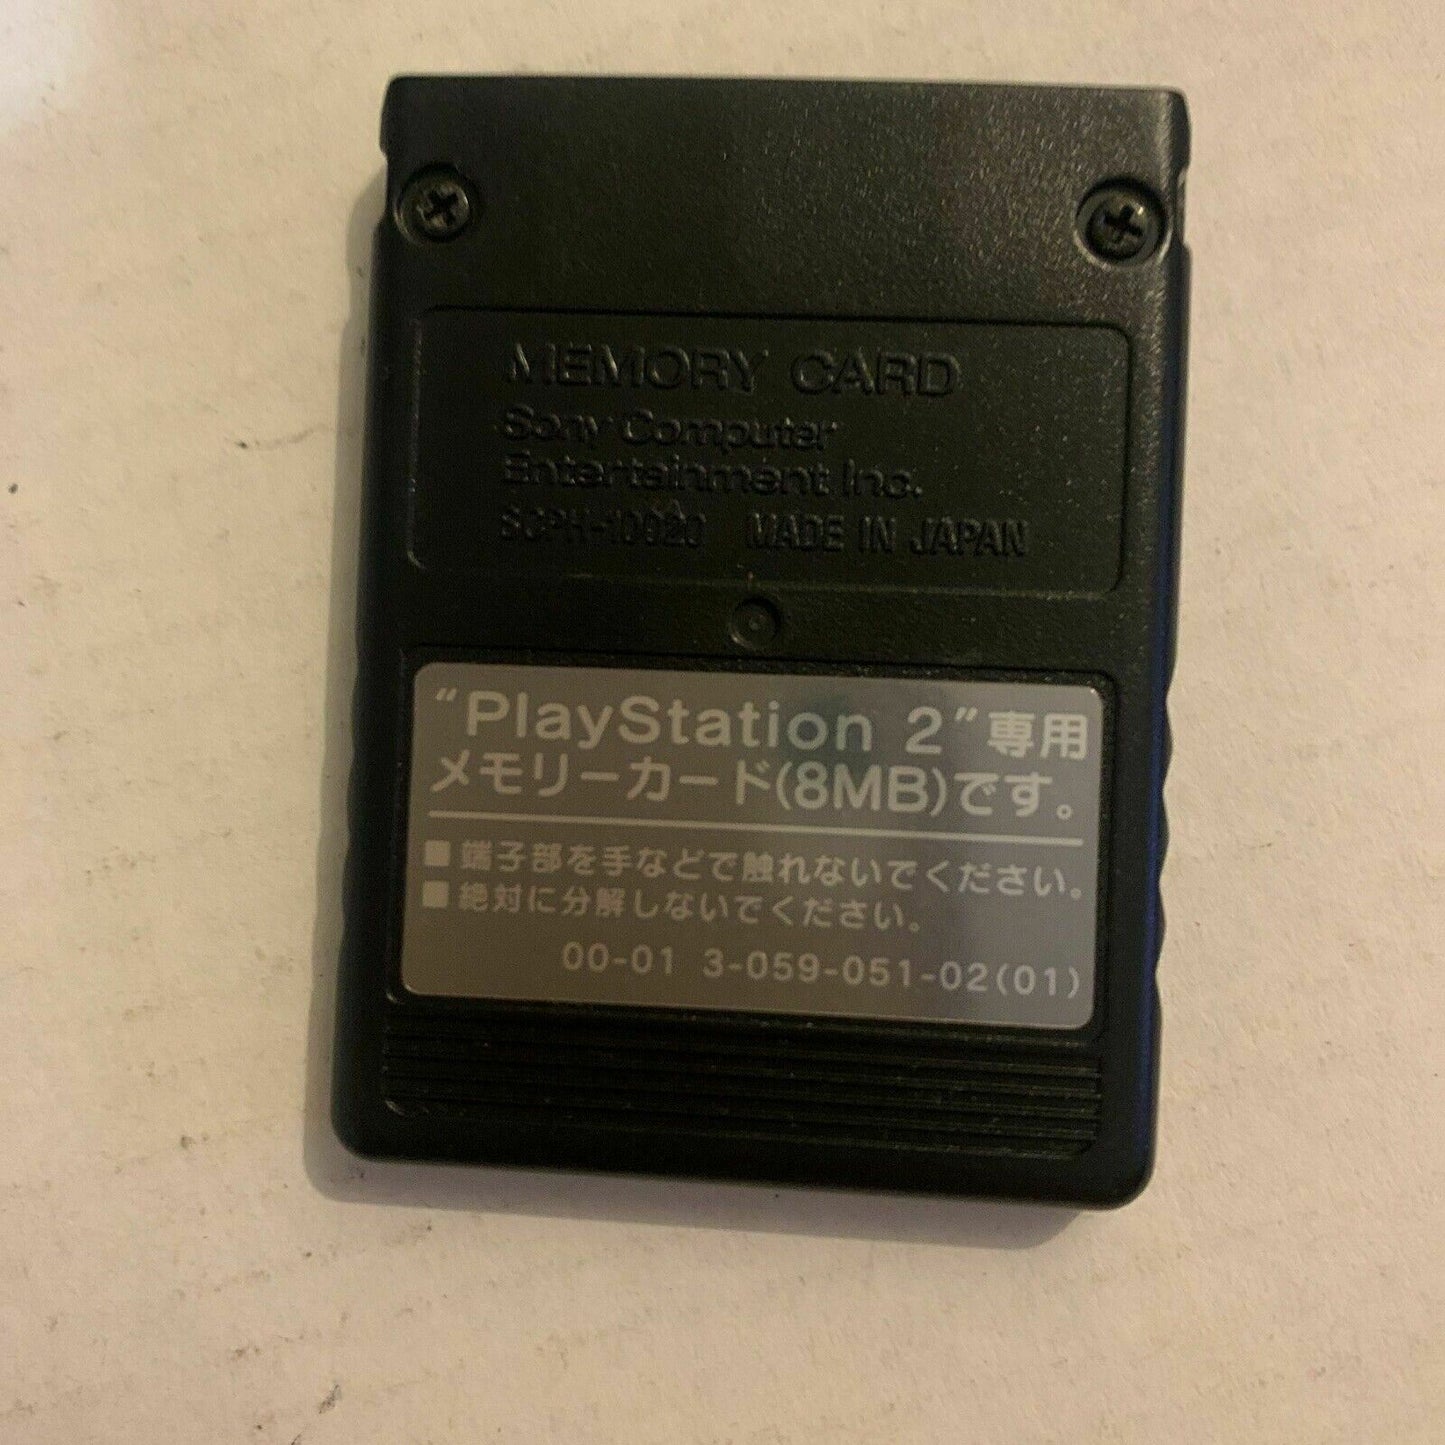 MEMORY CARD
Sony Computer
Entertainment Inc.
SCPH-10020 MADE IN JAPAN
“PlayStation 2”専用
メモリーカード(8MB)です。
■端子部を手などで触れないでください。
■絶対に分解しないでください。
00-01 3-059-051-02(01)